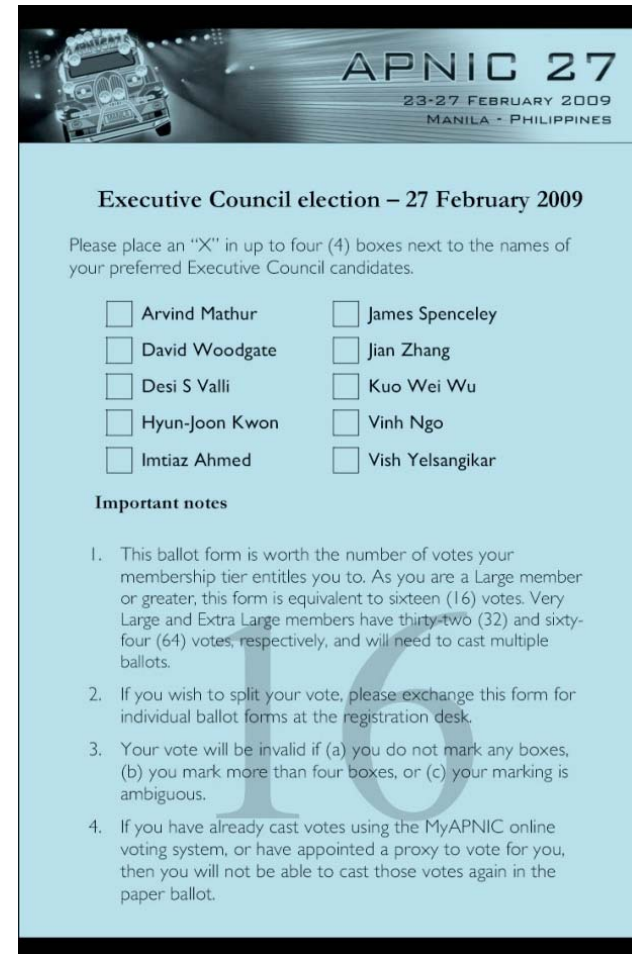 APNIC 27
23-27 FEBRUARY 2009
MANILA - PHILIPPINES
Executive Council election – 27 February 2009
Please place an “X” in up to four (4) boxes next to the names of
your preferred Executive Council candidates.
Arvind Mathur
David Woodgate
Desi S Valli
Hyun-Joon Kwon
Imtiaz Ahmed
James Spenceley
Jian Zhang
Kuo Wei Wu
Vinh Ngo
Vish Yelsangikar
Important notes
1. This ballot form is worth the number of votes your
membership tier entitles you to. As you are a Large member
or greater, this form is equivalent to sixteen (16) votes. Very
Large and Extra Large members have thirty-two (32) and sixty-
four (64) votes, respectively, and will need to cast multiple
ballots.
2. If you wish to split your vote, please exchange this form for
individual ballot forms at the registration desk.
3. Your vote will be invalid if (a) you do not mark any boxes,
(b) you mark more than four boxes, or (c) your marking is
ambiguous.
4. If you have already cast votes using the MyAPNIC online
voting system, or have appointed a proxy to vote for you,
then you will not be able to cast those votes again in the
paper ballot.
16